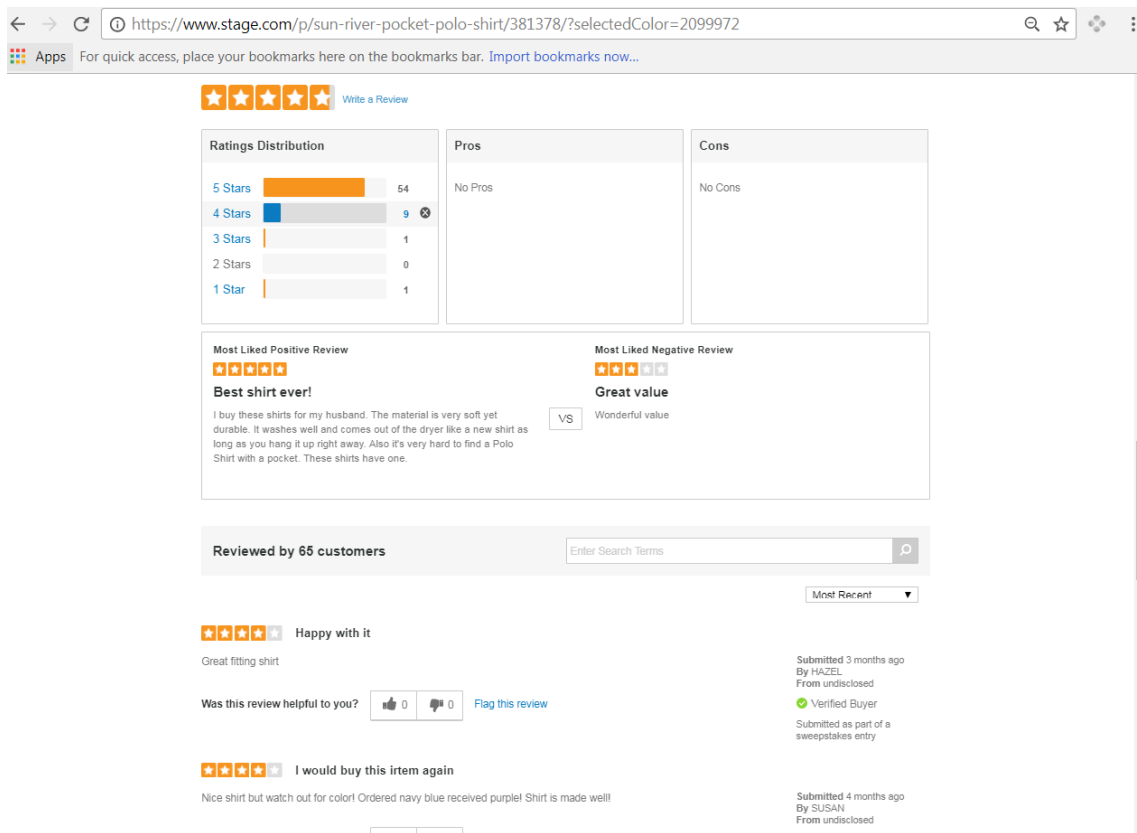 https://www.stage.com/p/sun-river-pocket-polo-shirt/381378/?selectedColor=2099972
Apps For quick access, place your bookmarks here on the bookmarks bar. Import bookmarks now...
Write a Review
Ratings Distribution
5 Stars 54
4 Stars 9
3 Stars 1
2 Stars 0
1 Star 1
Pros
No Pros
Cons
No Cons
Most Liked Positive Review
Best shirt ever!
I buy these shirts for my husband. The material is very soft yet
durable. It washes well and comes out of the dryer like a new shirt as
long as you hang it up right away. Also it's very hard to find a Polo
Shirt with a pocket. These shirts have one.
VS
Most Liked Negative Review
Great value
Wonderful value
Reviewed by 65 customers
Enter Search Terms
Most Recent
Happy with it
Great fitting shirt
Submitted 3 months ago
By HAZEL
From undisclosed
Verified Buyer
Submitted as part of a
sweepstakes entry
Was this review helpful to you? 0 0 Flag this review
I would buy this irtem again
Nice shirt but watch out for color! Ordered navy blue received purple! Shirt is made well!
Submitted 4 months ago
By SUSAN
From undisclosed